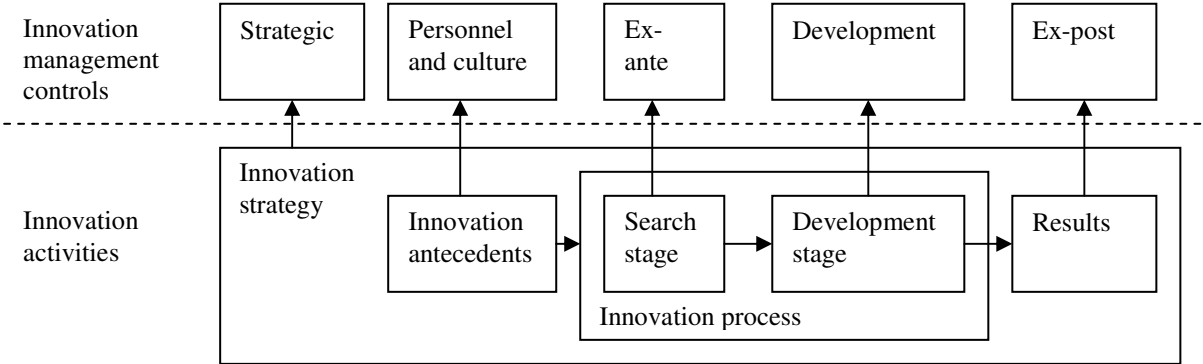 Innovation
management
controls
Strategic
Personnel
and culture
Ex-
ante
Development
Ex-post
Innovation
activities
Innovation
strategy
Innovation
antecedents
Search
stage
Development
stage
Results
Innovation process